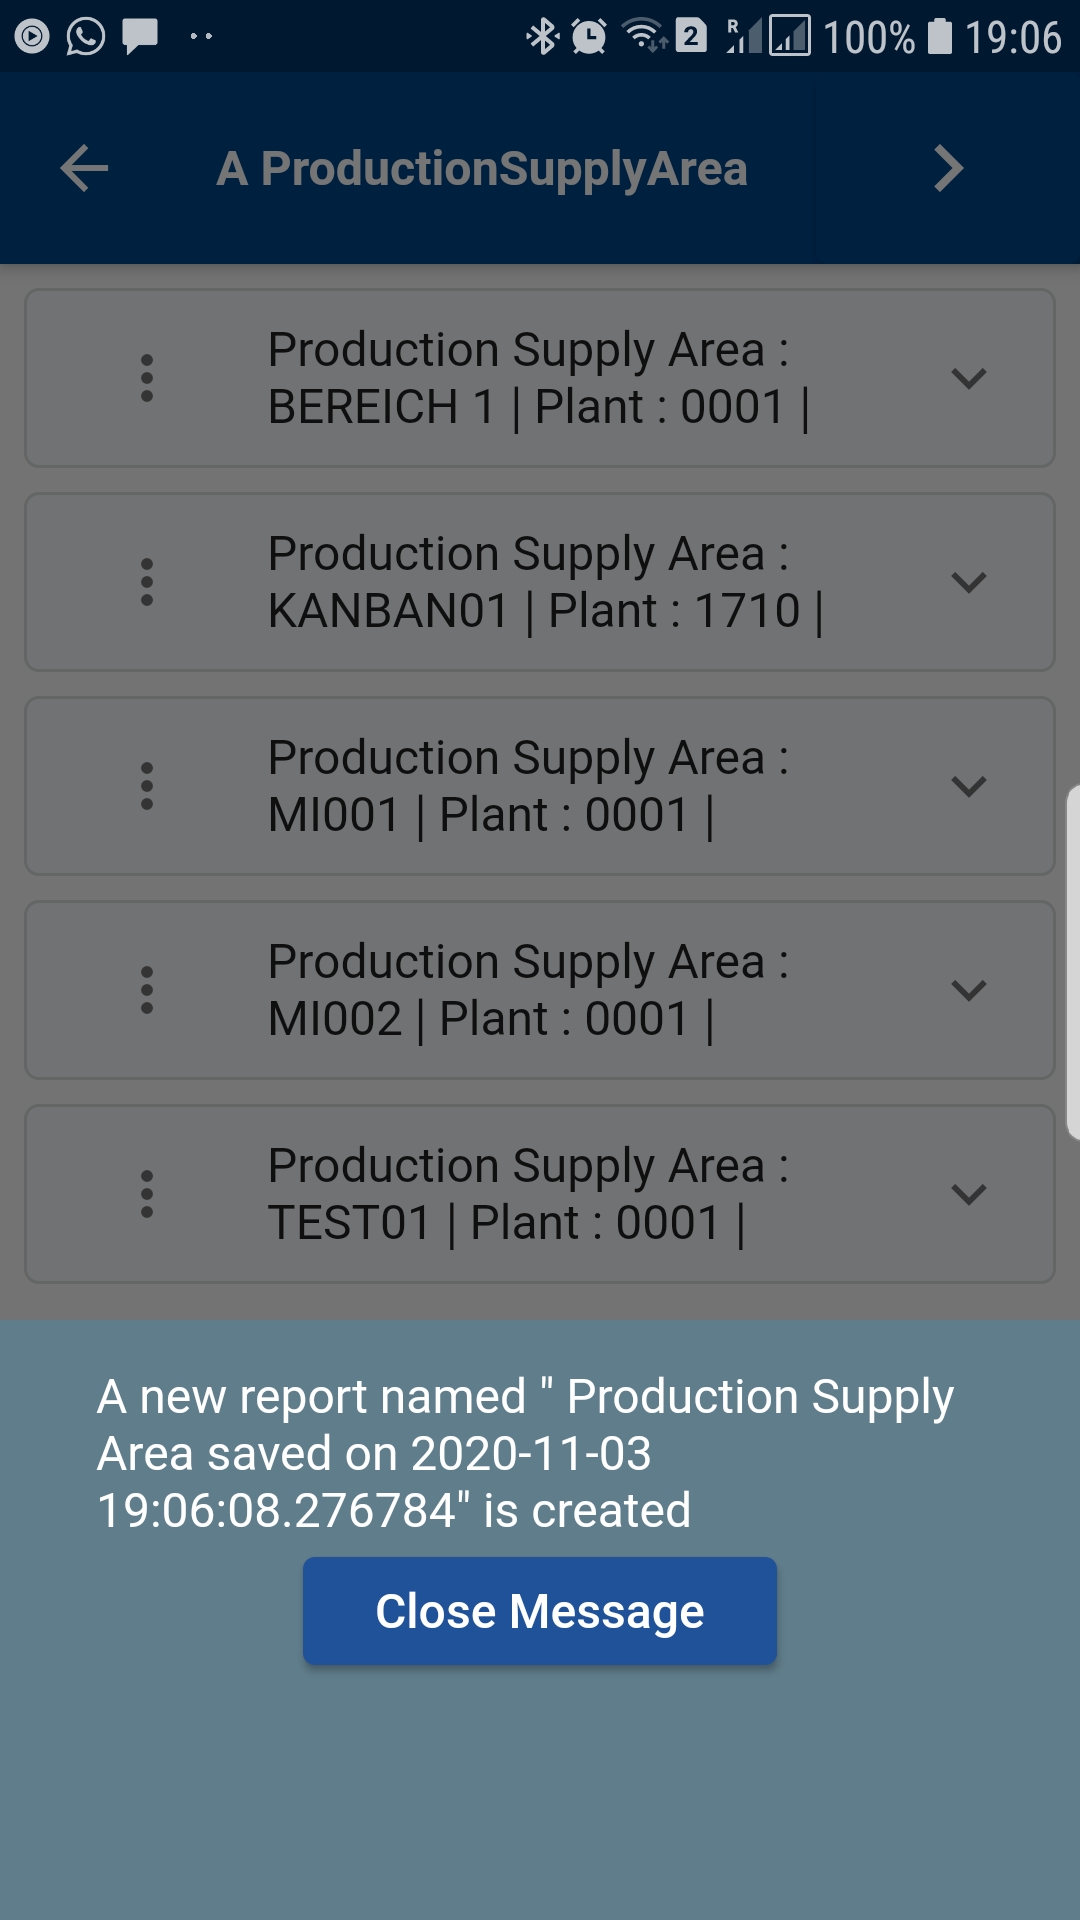 2 R 100% 19:06
A ProductionSupplyArea
Production Supply Area :
BEREICH 1 | Plant : 0001 |
Production Supply Area :
KANBAN01 | Plant : 1710 |
Production Supply Area :
MI001 | Plant : 0001 |
Production Supply Area :
MI002 | Plant : 0001 |
Production Supply Area :
TEST01 | Plant : 0001 |
A new report named " Production Supply
Area saved on 2020-11-03
19:06:08.276784" is created
Close Message